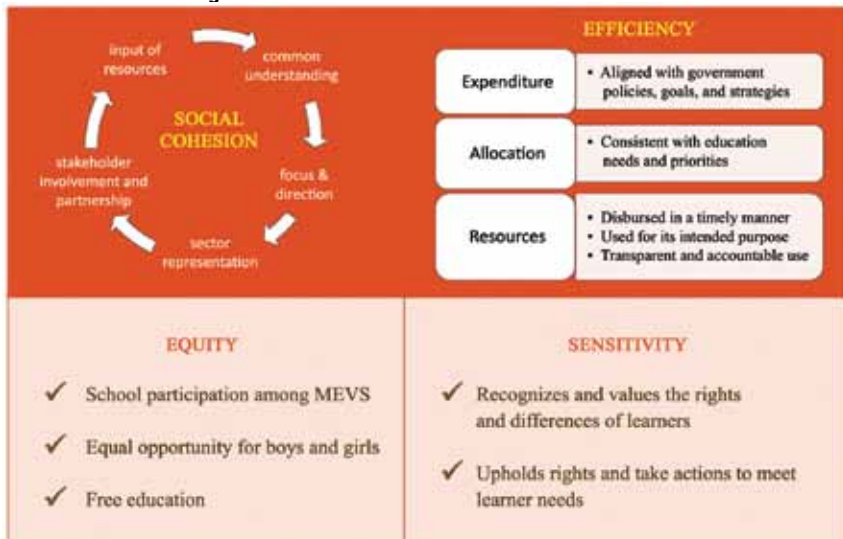 input of
resources
common
understanding
SOCIAL
COHESION
focus &
direction
sector
representation
stakeholder
involvement and
partnership
EFFICIENCY
Expenditure
• Aligned with government
policies, goals, and strategies
Allocation
• Consistent with education
needs and priorities
Resources
• Disbursed in a timely manner
• Used for its intended purpose
• Transparent and accountable use
EQUITY
✓ School participation among MEVS
✓ Equal opportunity for boys and girls
✓ Free education
SENSITIVITY
✓ Recognizes and values the rights
and differences of learners
✓ Upholds rights and take actions to meet
learner needs